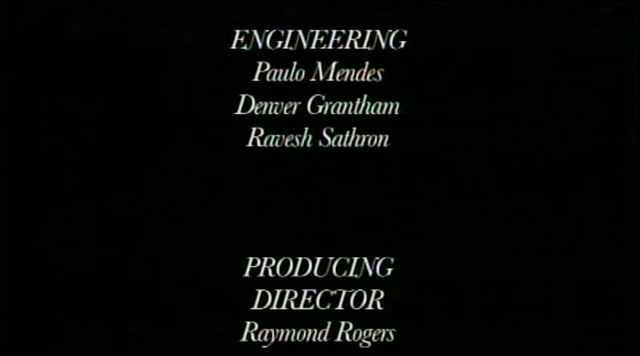 ENGINEERING
Paulo Mendes
Denver Grantham
Ravesh Sathron
PRODUCING
DIRECTOR
Raymond Rogers